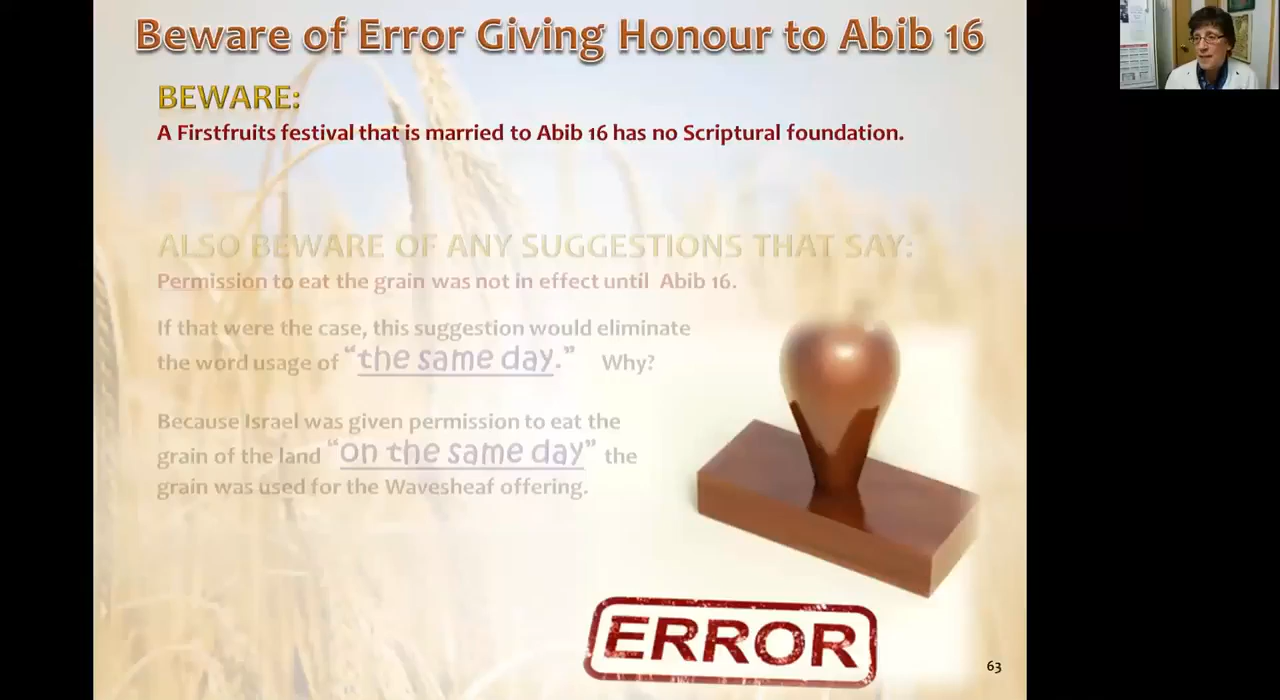 Beware of Error Giving Honour to Abib 16
BEWARE:
A Firstfruits festival that is married to Abib 16 has no Scriptural foundation.
ALSO BEWARE OF ANY SUGGESTIONS THAT SAY:
Permission to eat the grain was not in effect until Abib 16.
If that were the case, this suggestion would eliminate
the word usage of “the same day.” Why?
Because Israel was given permission to eat the
grain of the land “on the same day” the
grain was used for the Wavesheaf offering.
ERROR
63